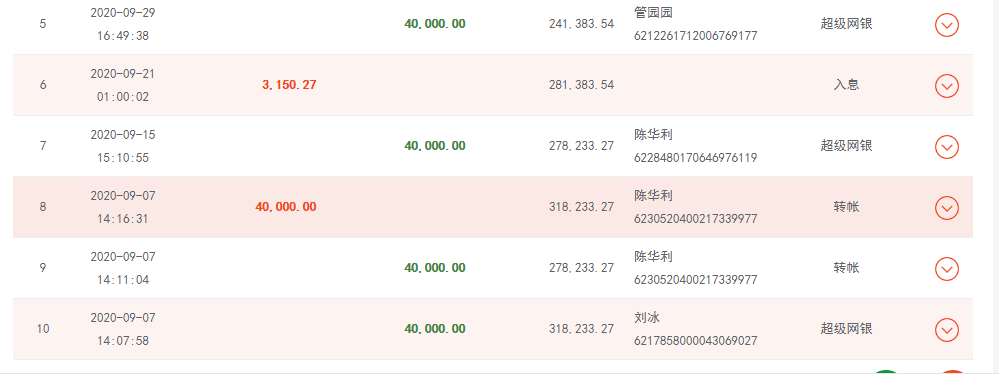 5 2020-09-29 16:49:38 40,000.00 241,383.54 管园园 6212261712006769177 超级网银
6 2020-09-21 01:00:02 3,150.27 281,383.54 入息
7 2020-09-15 15:10:55 40,000.00 278,233.27 陈华利 6228480170646976119 超级网银
8 2020-09-07 14:16:31 40,000.00 318,233.27 陈华利 6230520400217339977 转帐
9 2020-09-07 14:11:04 40,000.00 278,233.27 陈华利 6230520400217339977 转帐
10 2020-09-07 14:07:58 40,000.00 318,233.27 刘冰 6217858000043069027 超级网银